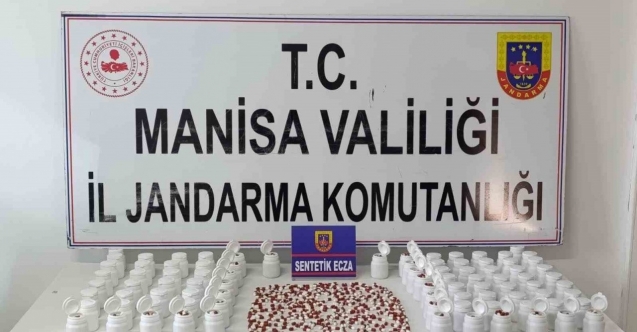 T.C.
MANİSA VALİLİĞİ
İL JANDARMA KOMUTANLIĞI
JANDARMA
SENTETİK ECZA